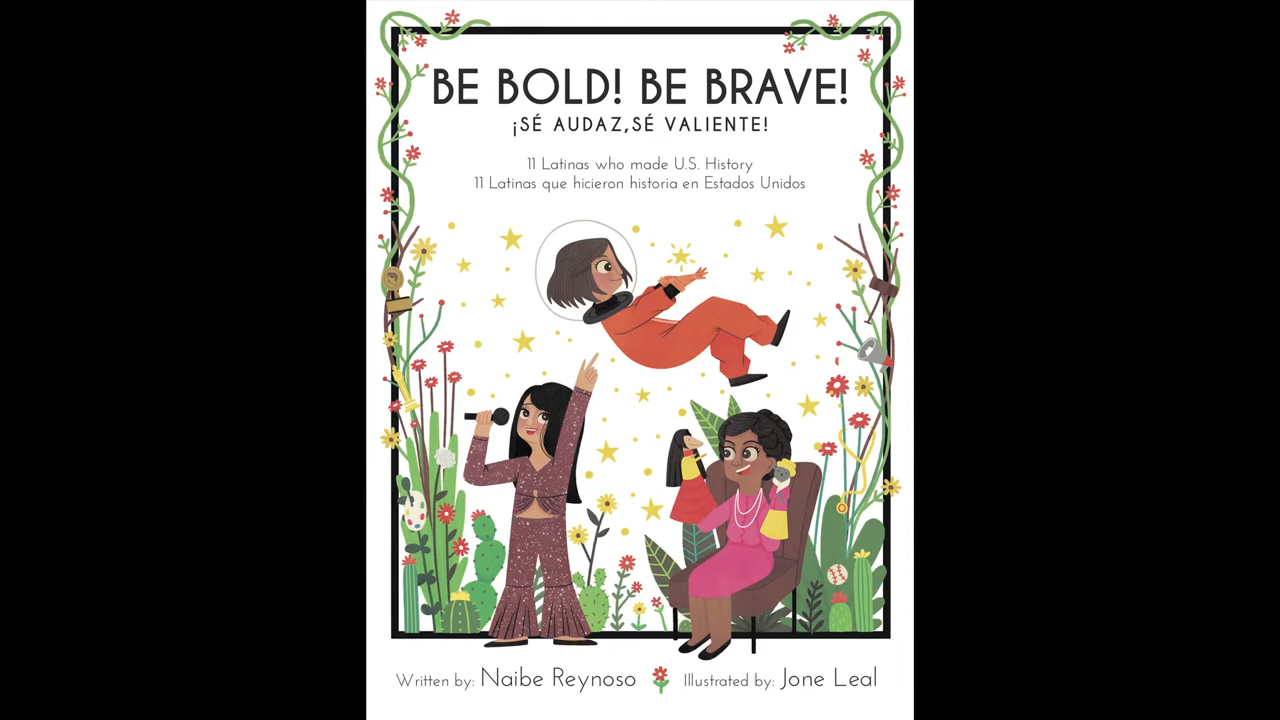 BE BOLD! BE BRAVE!
¡SÉ AUDAZ,SÉ VALIENTE!
11 Latinas who made U.S. History
11 Latinas que hicieron historia en Estados Unidos
Written by: Naibe Reynoso Illustrated by: Jone Leal